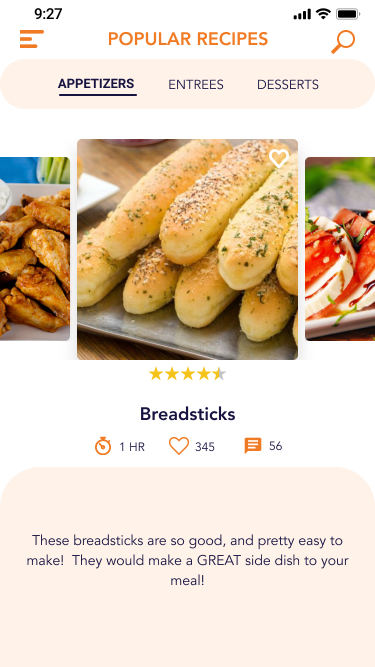 9:27
POPULAR RECIPES
APPETIZERS ENTREES DESSERTS
Breadsticks
1 HR 345 56
These breadsticks are so good, and pretty easy to
make!  They would make a GREAT side dish to your
meal!